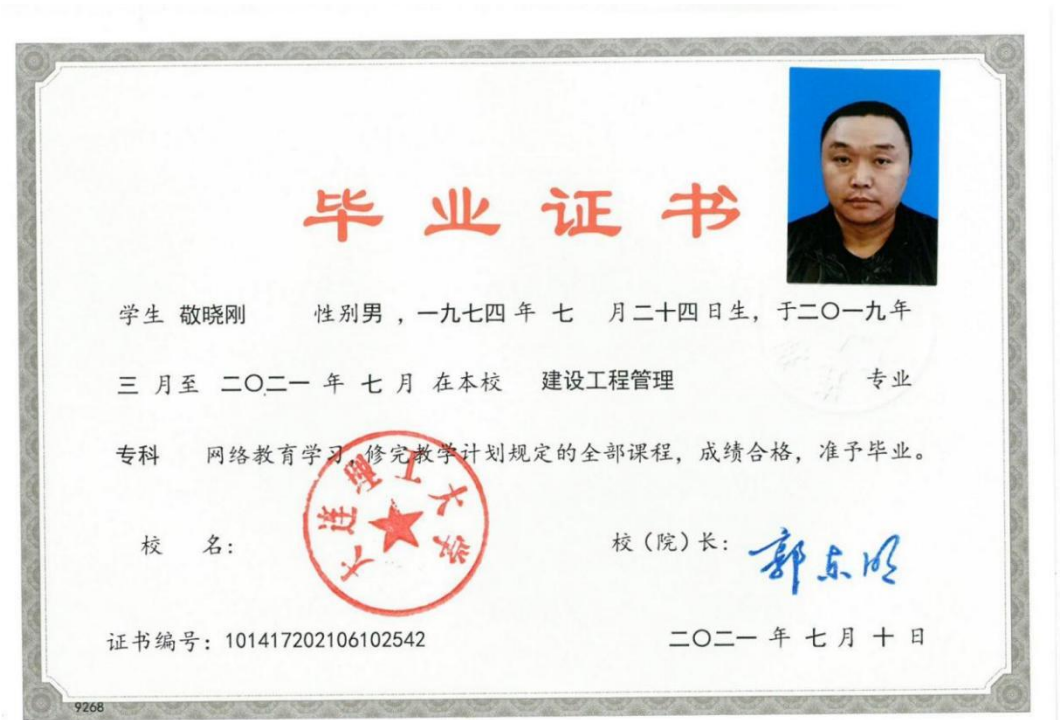 毕业证书
学生 敬晓刚 性别男，一九七四年 七 月二十四日生，于二〇一九年
三 月至 二〇二一 年 七 月 在本校 建设工程管理 专业
专科 网络教育学习，修完教学计划规定的全部课程，成绩合格，准予毕业。
大连理工大学
校 名：
校（院）长：郭东明
证书编号：101417202106102542
二〇二一 年 七 月 十 日
9268